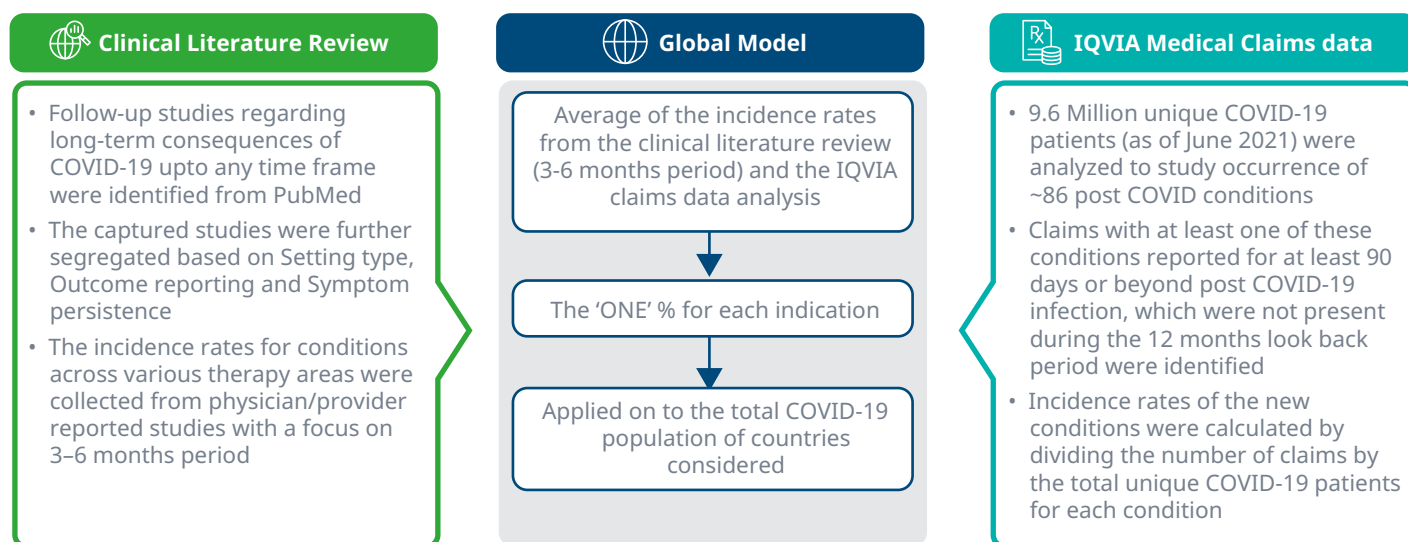 Clinical Literature Review
• Follow-up studies regarding
long-term consequences of
COVID-19 upto any time frame
were identified from PubMed
• The captured studies were further
segregated based on Setting type,
Outcome reporting and Symptom
persistence
• The incidence rates for conditions
across various therapy areas were
collected from physician/provider
reported studies with a focus on
3–6 months period
Global Model
Average of the incidence rates
from the clinical literature review
(3-6 months period) and the IQVIA
claims data analysis
The ‘ONE’ % for each indication
Applied on to the total COVID-19
population of countries
considered
Rx
IQVIA Medical Claims data
• 9.6 Million unique COVID-19
patients (as of June 2021) were
analyzed to study occurrence of
~86 post COVID conditions
• Claims with at least one of these
conditions reported for at least 90
days or beyond post COVID-19
infection, which were not present
during the 12 months look back
period were identified
• Incidence rates of the new
conditions were calculated by
dividing the number of claims by
the total unique COVID-19 patients
for each condition